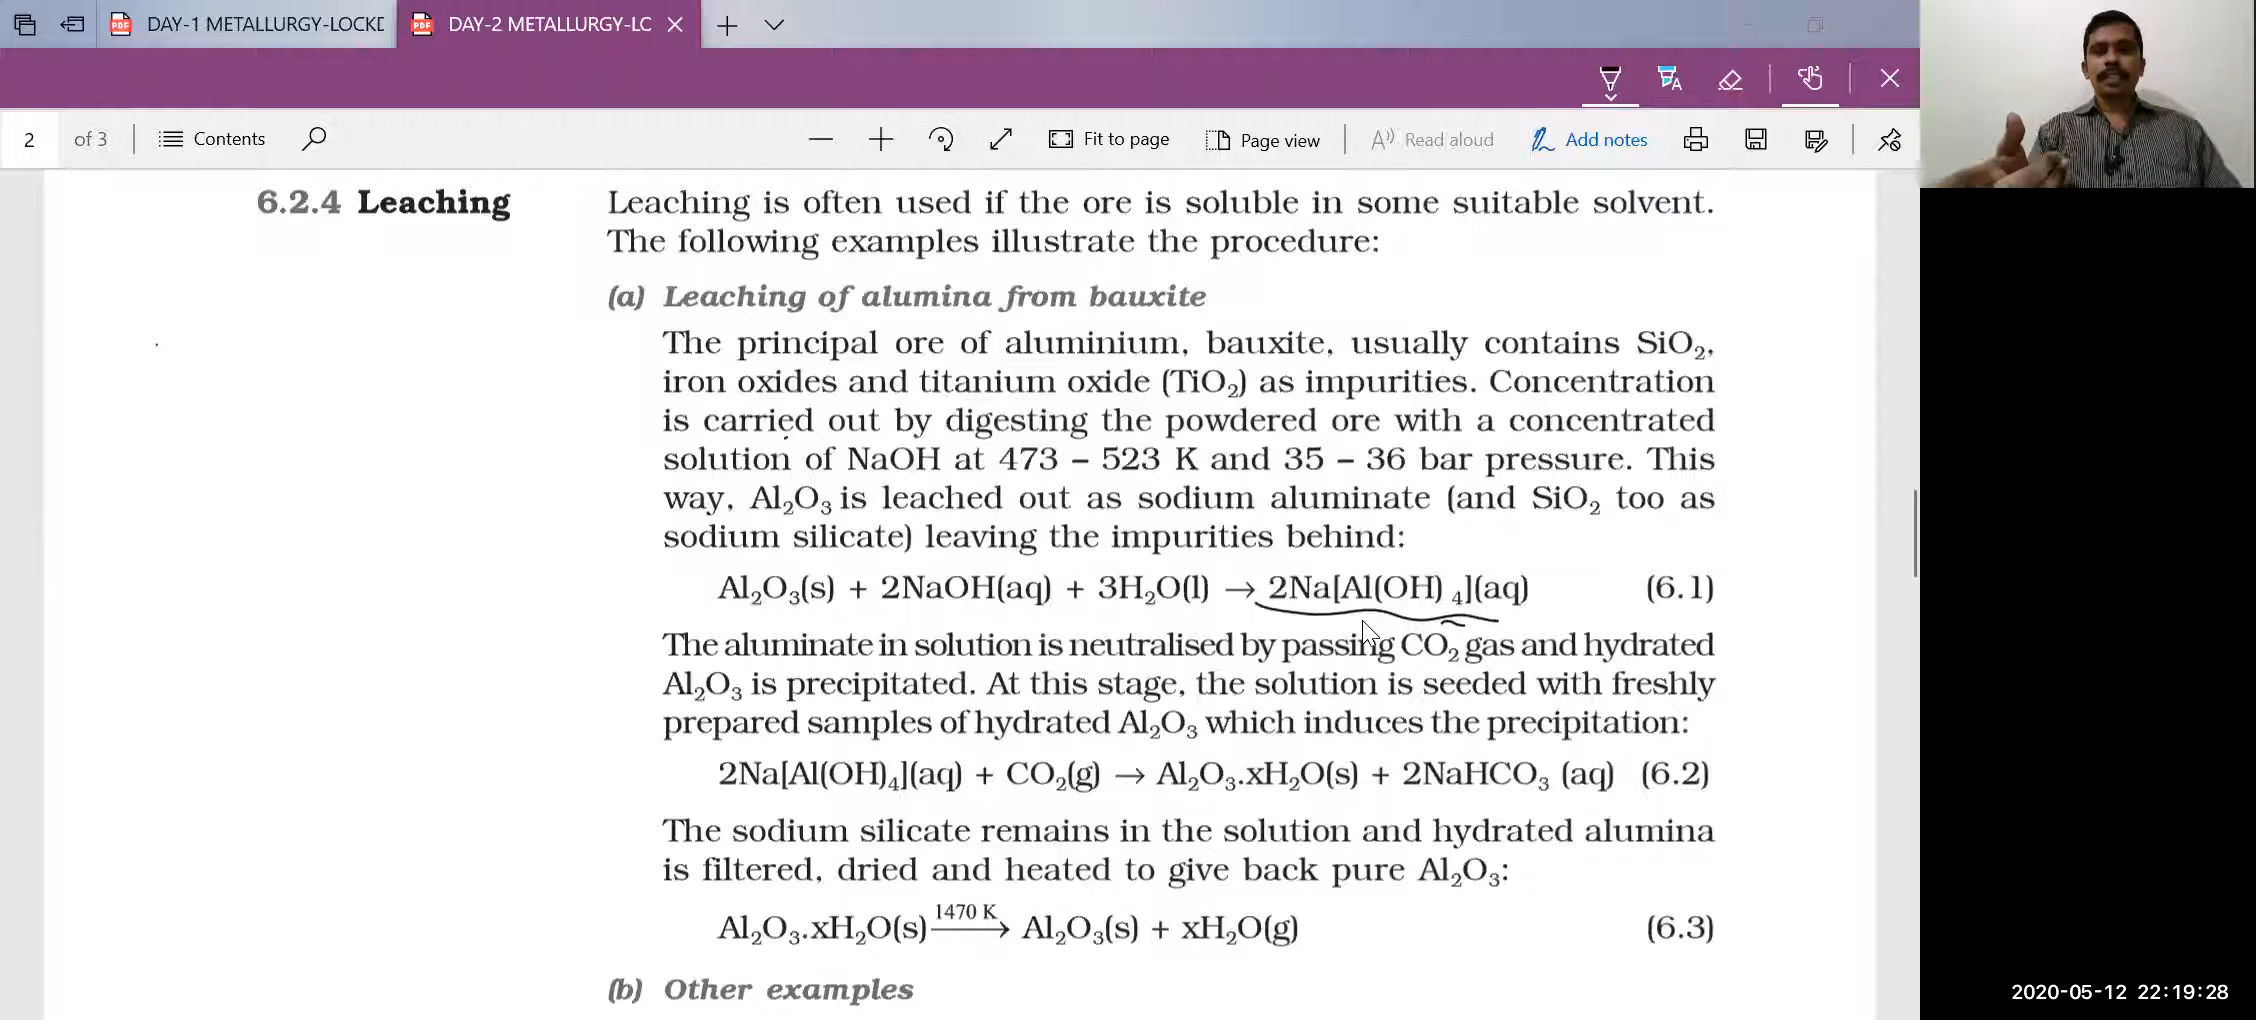 DAY-1 METALLURGY-LOCKD
DAY-2 METALLURGY-LC
2 of 3 Contents Fit to page Page view Read aloud Add notes
6.2.4 Leaching
Leaching is often used if the ore is soluble in some suitable solvent.
The following examples illustrate the procedure:
(a) Leaching of alumina from bauxite
The principal ore of aluminium, bauxite, usually contains SiO₂,
iron oxides and titanium oxide (TiO₂) as impurities. Concentration
is carried out by digesting the powdered ore with a concentrated
solution of NaOH at 473 – 523 K and 35 – 36 bar pressure. This
way, Al₂O₃ is leached out as sodium aluminate (and SiO₂ too as
sodium silicate) leaving the impurities behind:
Al₂O₃(s) + 2NaOH(aq) + 3H₂O(l) → 2Na[Al(OH) ₄](aq) (6.1)
The aluminate in solution is neutralised by passing CO₂ gas and hydrated
Al₂O₃ is precipitated. At this stage, the solution is seeded with freshly
prepared samples of hydrated Al₂O₃ which induces the precipitation:
2Na[Al(OH)₄](aq) + CO₂(g) → Al₂O₃.xH₂O(s) + 2NaHCO₃ (aq) (6.2)
The sodium silicate remains in the solution and hydrated alumina
is filtered, dried and heated to give back pure Al₂O₃:
1470 K
Al₂O₃.xH₂O(s) → Al₂O₃(s) + xH₂O(g) (6.3)
(b) Other examples
2020-05-12 22:19:28